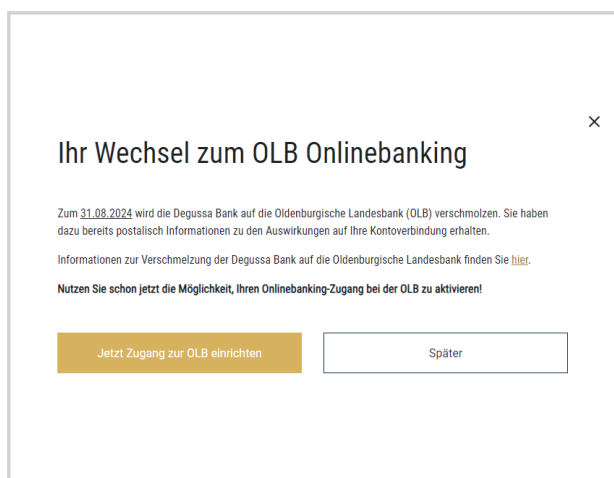 Ihr Wechsel zum OLB Onlinebanking
Zum 31.08.2024 wird die Degussa Bank auf die Oldenburgische Landesbank (OLB) verschmolzen. Sie haben
dazu bereits postalisch Informationen zu den Auswirkungen auf Ihre Kontoverbindung erhalten.
Informationen zur Verschmelzung der Degussa Bank auf die Oldenburgische Landesbank finden Sie hier.
Nutzen Sie schon jetzt die Möglichkeit, Ihren Onlinebanking-Zugang bei der OLB zu aktivieren!
Jetzt Zugang zur OLB einrichten
Später